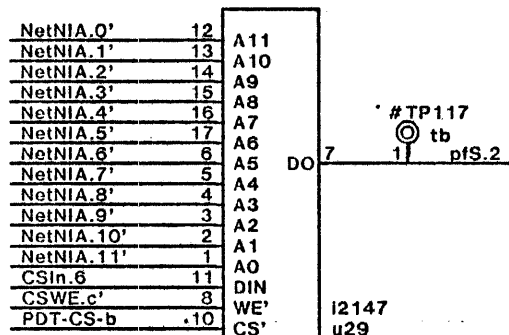 NetNIA.0' 12 A11
NetNIA.1' 13 A10
NetNIA.2' 14 A9
NetNIA.3' 15 A8
NetNIA.4' 16 A7
NetNIA.5' 17 A6
NetNIA.6' 6 A5
NetNIA.7' 5 A4
NetNIA.8' 4 A3
NetNIA.9' 3 A2
NetNIA.10' 2 A1
NetNIA.11' 1 A0
CSIn.6 11 DIN
CSWE.c' 8 WE'
PDT-CS-b 10 CS'
#TP117
tb
DO 7 1 pfS.2
i2147
u29